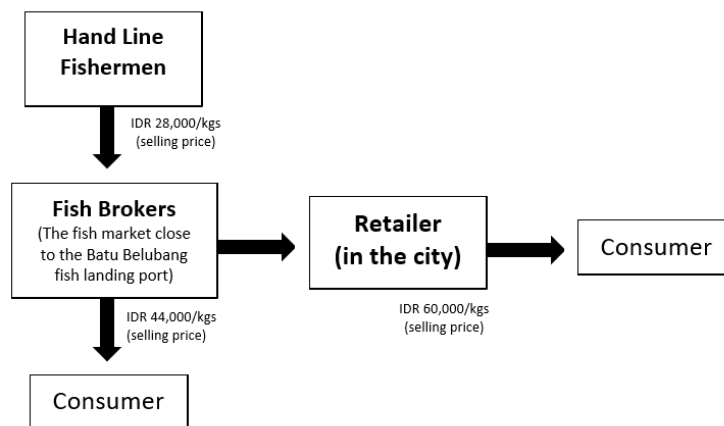 Hand Line
Fishermen
IDR 28,000/kgs
(selling price)
Fish Brokers
(The fish market close
to the Batu Belubang
fish landing port)
Retailer
(in the city)
Consumer
IDR 44,000/kgs
(selling price)
IDR 60,000/kgs
(selling price)
Consumer